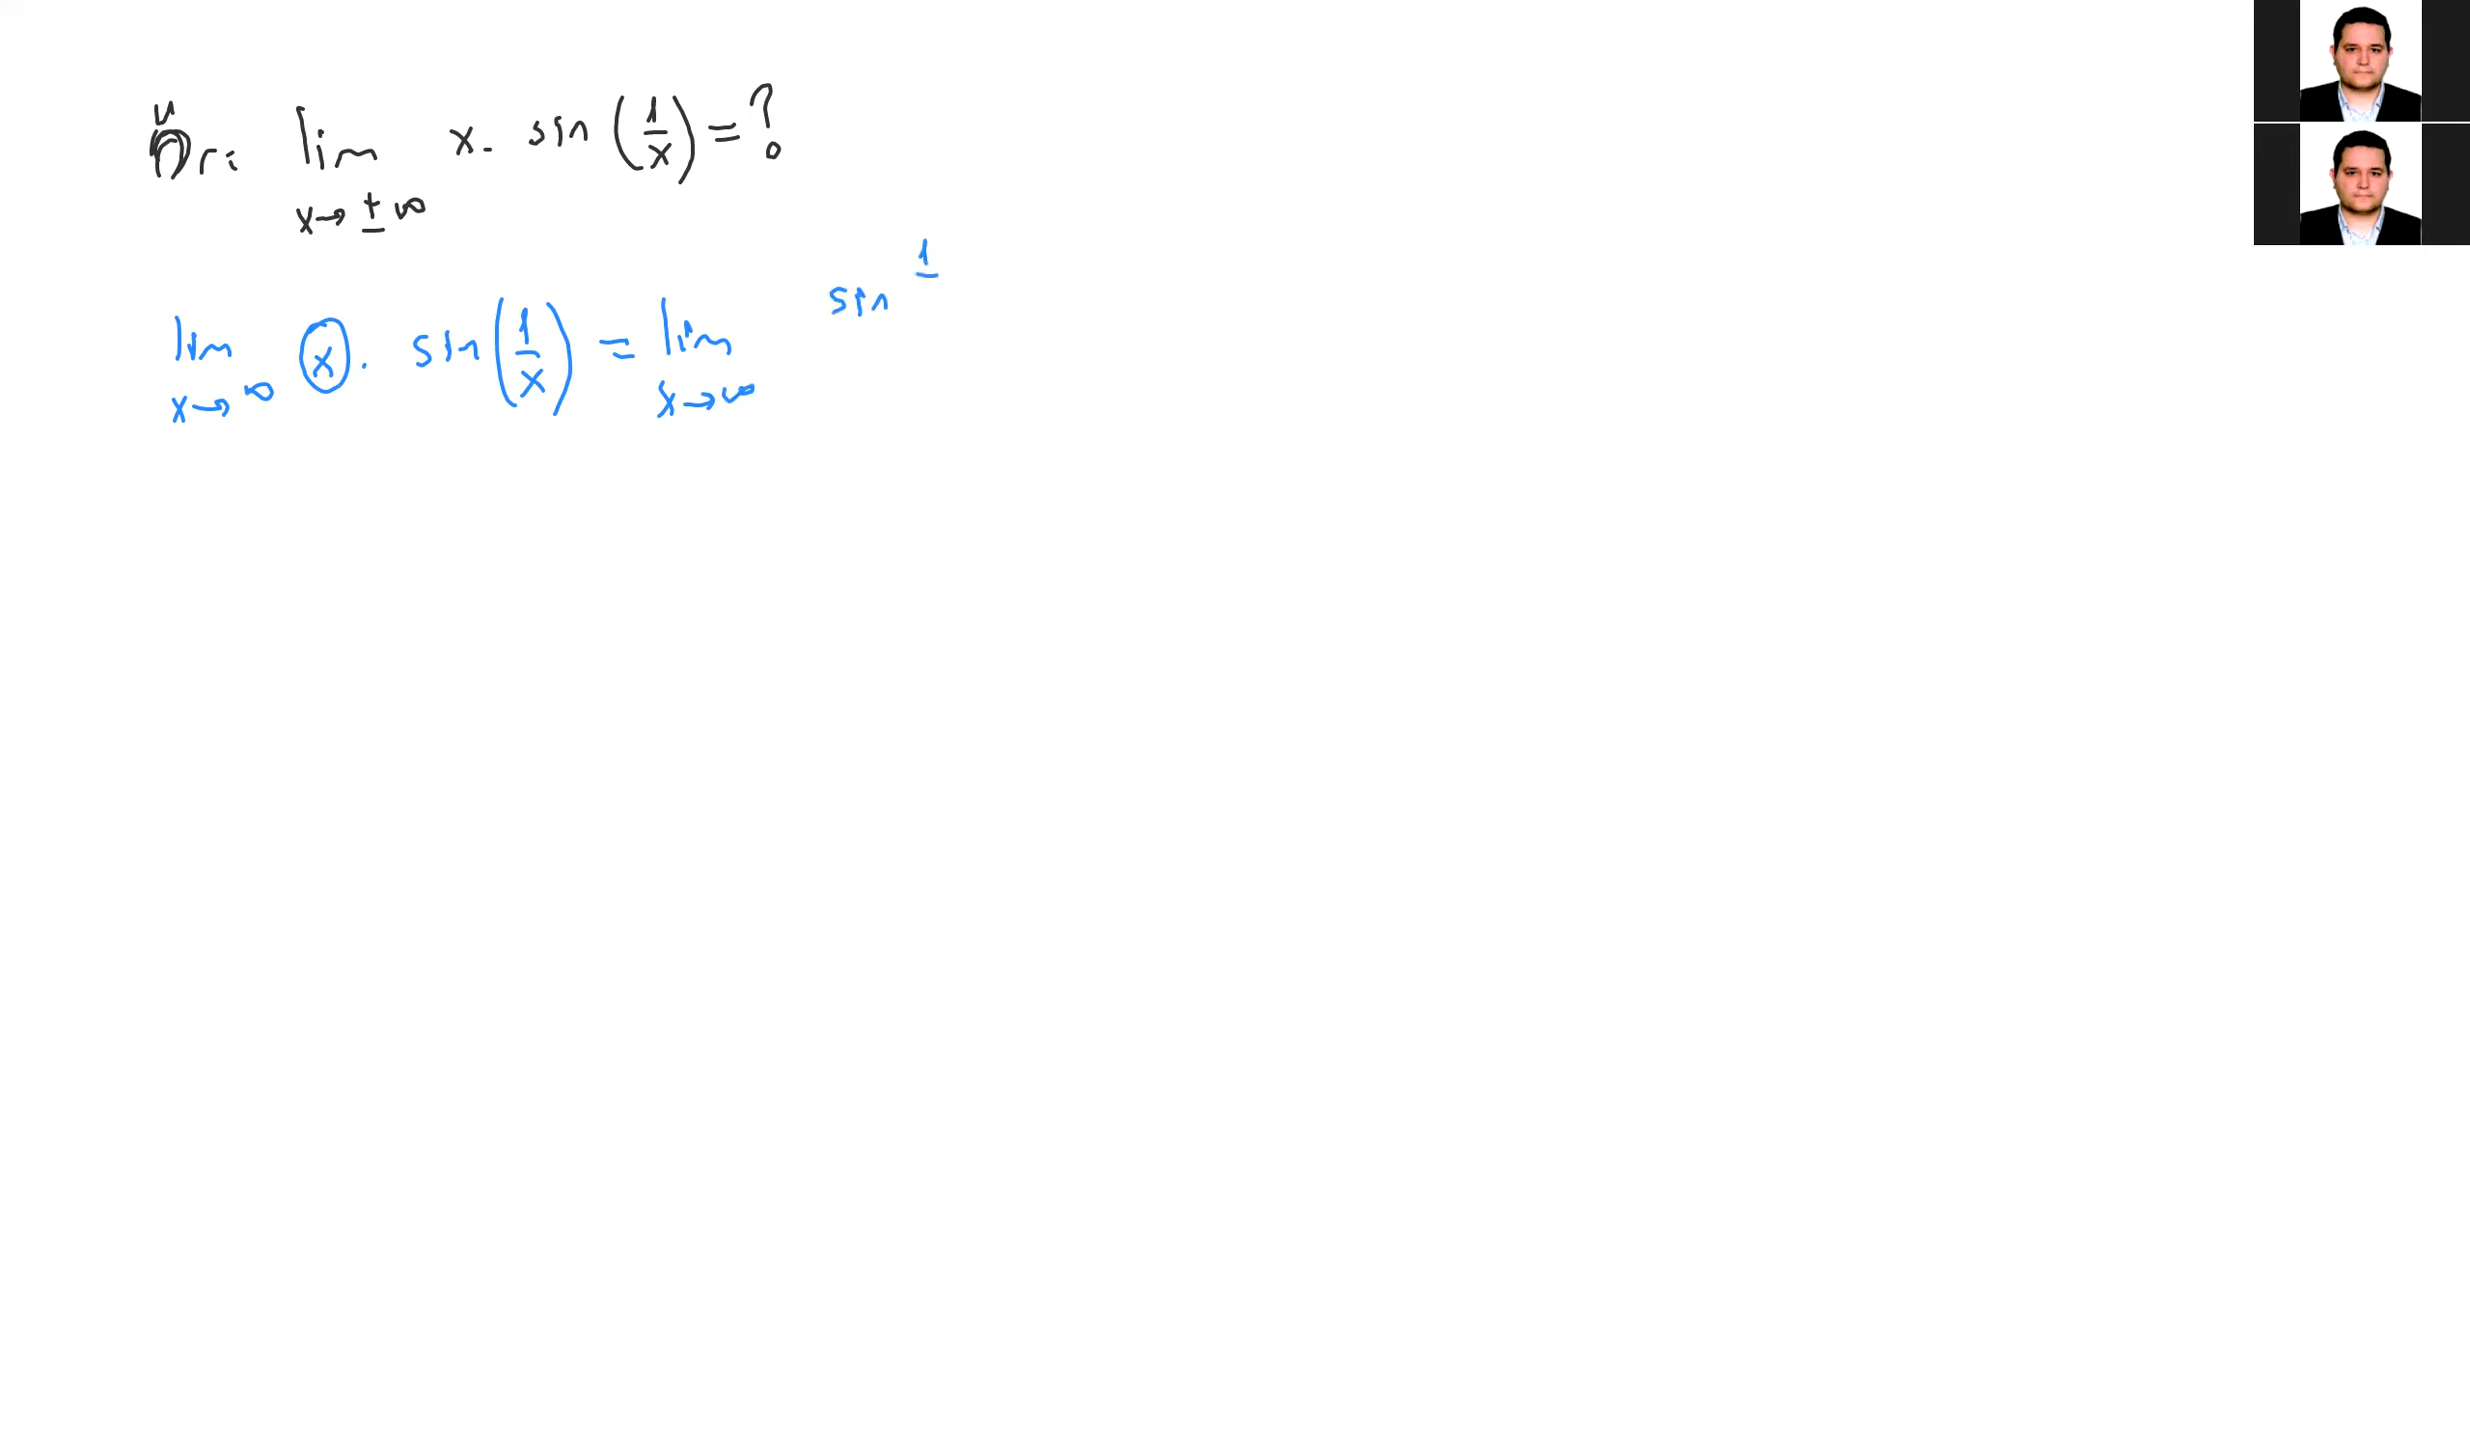 Ör: lim x→±∞ x. sin(1/x) = ?
lim x→∞ x. sin(1/x) = lim x→∞ sin 1